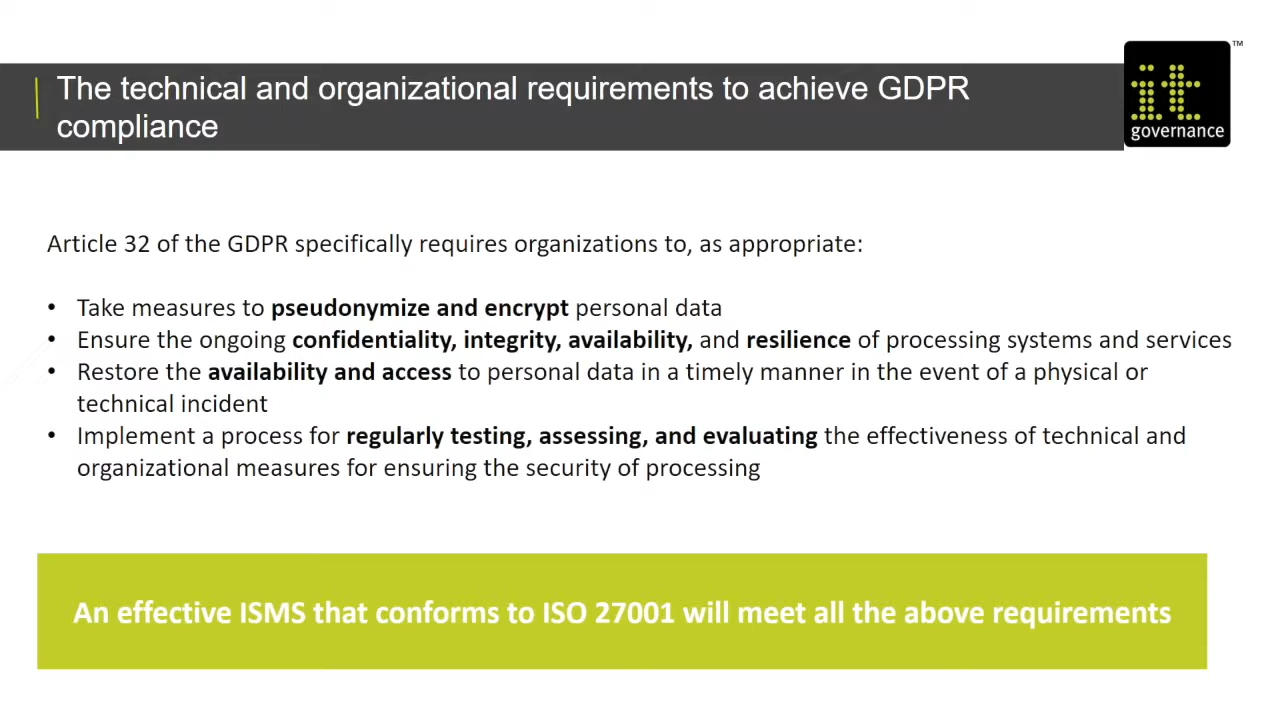 The technical and organizational requirements to achieve GDPR
compliance
it
governance
™
Article 32 of the GDPR specifically requires organizations to, as appropriate:
• Take measures to pseudonymize and encrypt personal data
• Ensure the ongoing confidentiality, integrity, availability, and resilience of processing systems and services
• Restore the availability and access to personal data in a timely manner in the event of a physical or
technical incident
• Implement a process for regularly testing, assessing, and evaluating the effectiveness of technical and
organizational measures for ensuring the security of processing
An effective ISMS that conforms to ISO 27001 will meet all the above requirements